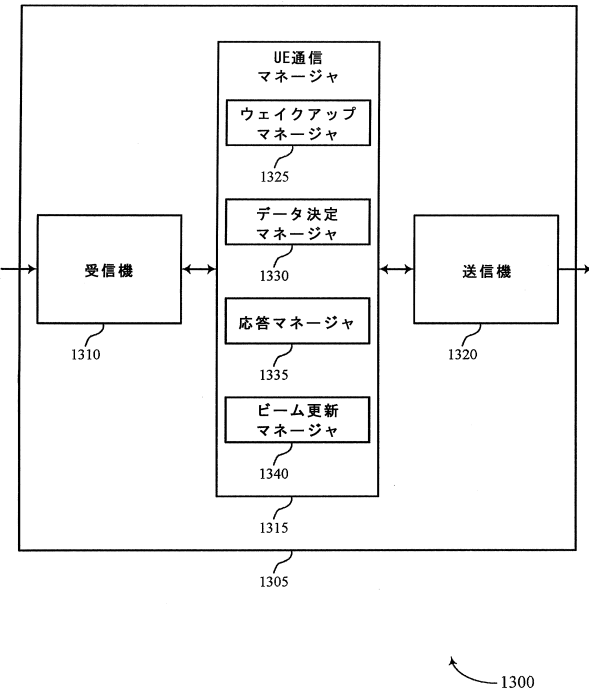 UE通信
マネージャ
ウェイクアップ
マネージャ
1325
データ決定
マネージャ
1330
受信機
1310
送信機
1320
応答マネージャ
1335
ビーム更新
マネージャ
1340
1315
1305
1300